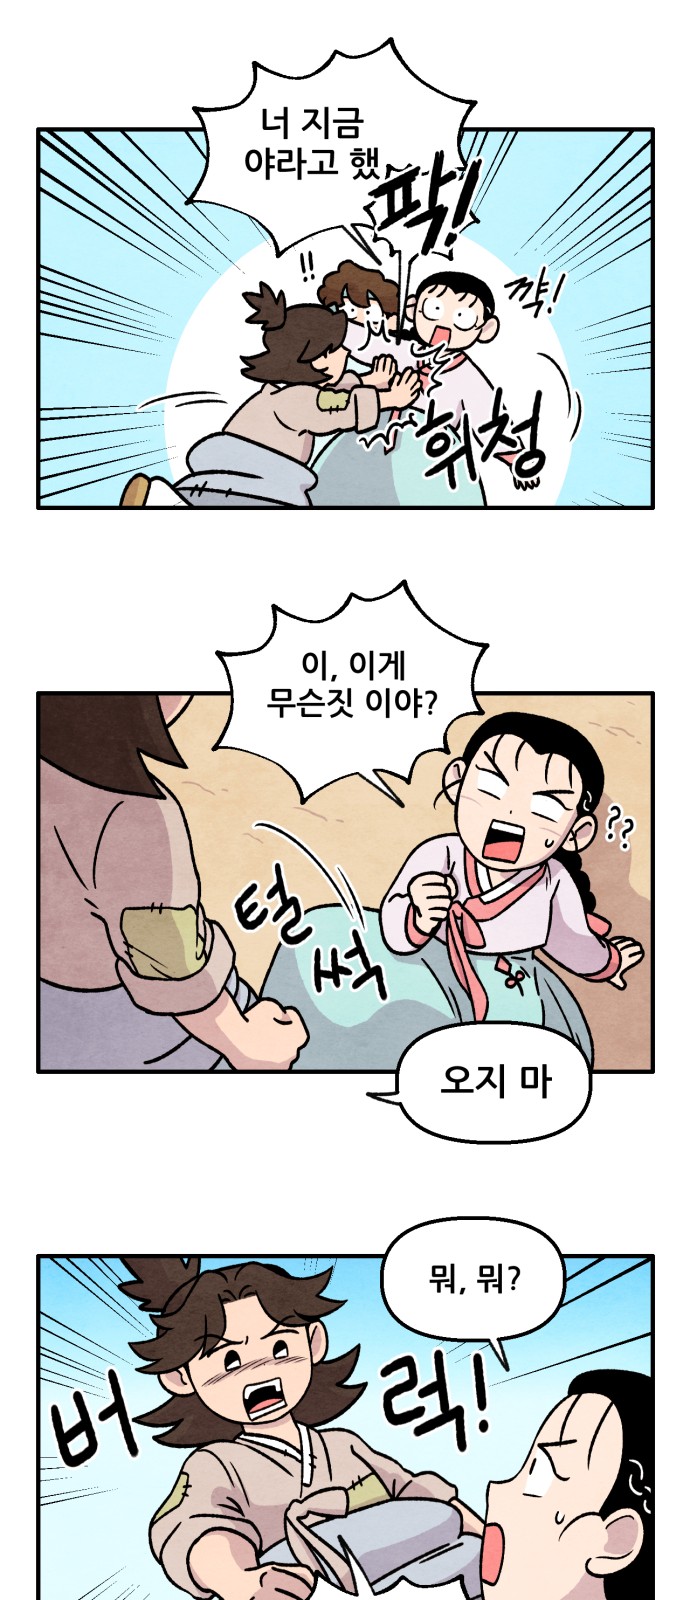 너 지금
야라고 했
팍!
!!
꺅!
휘청
이, 이게
무슨짓 이야?
??
털썩
오지 마
뭐, 뭐?
버럭!